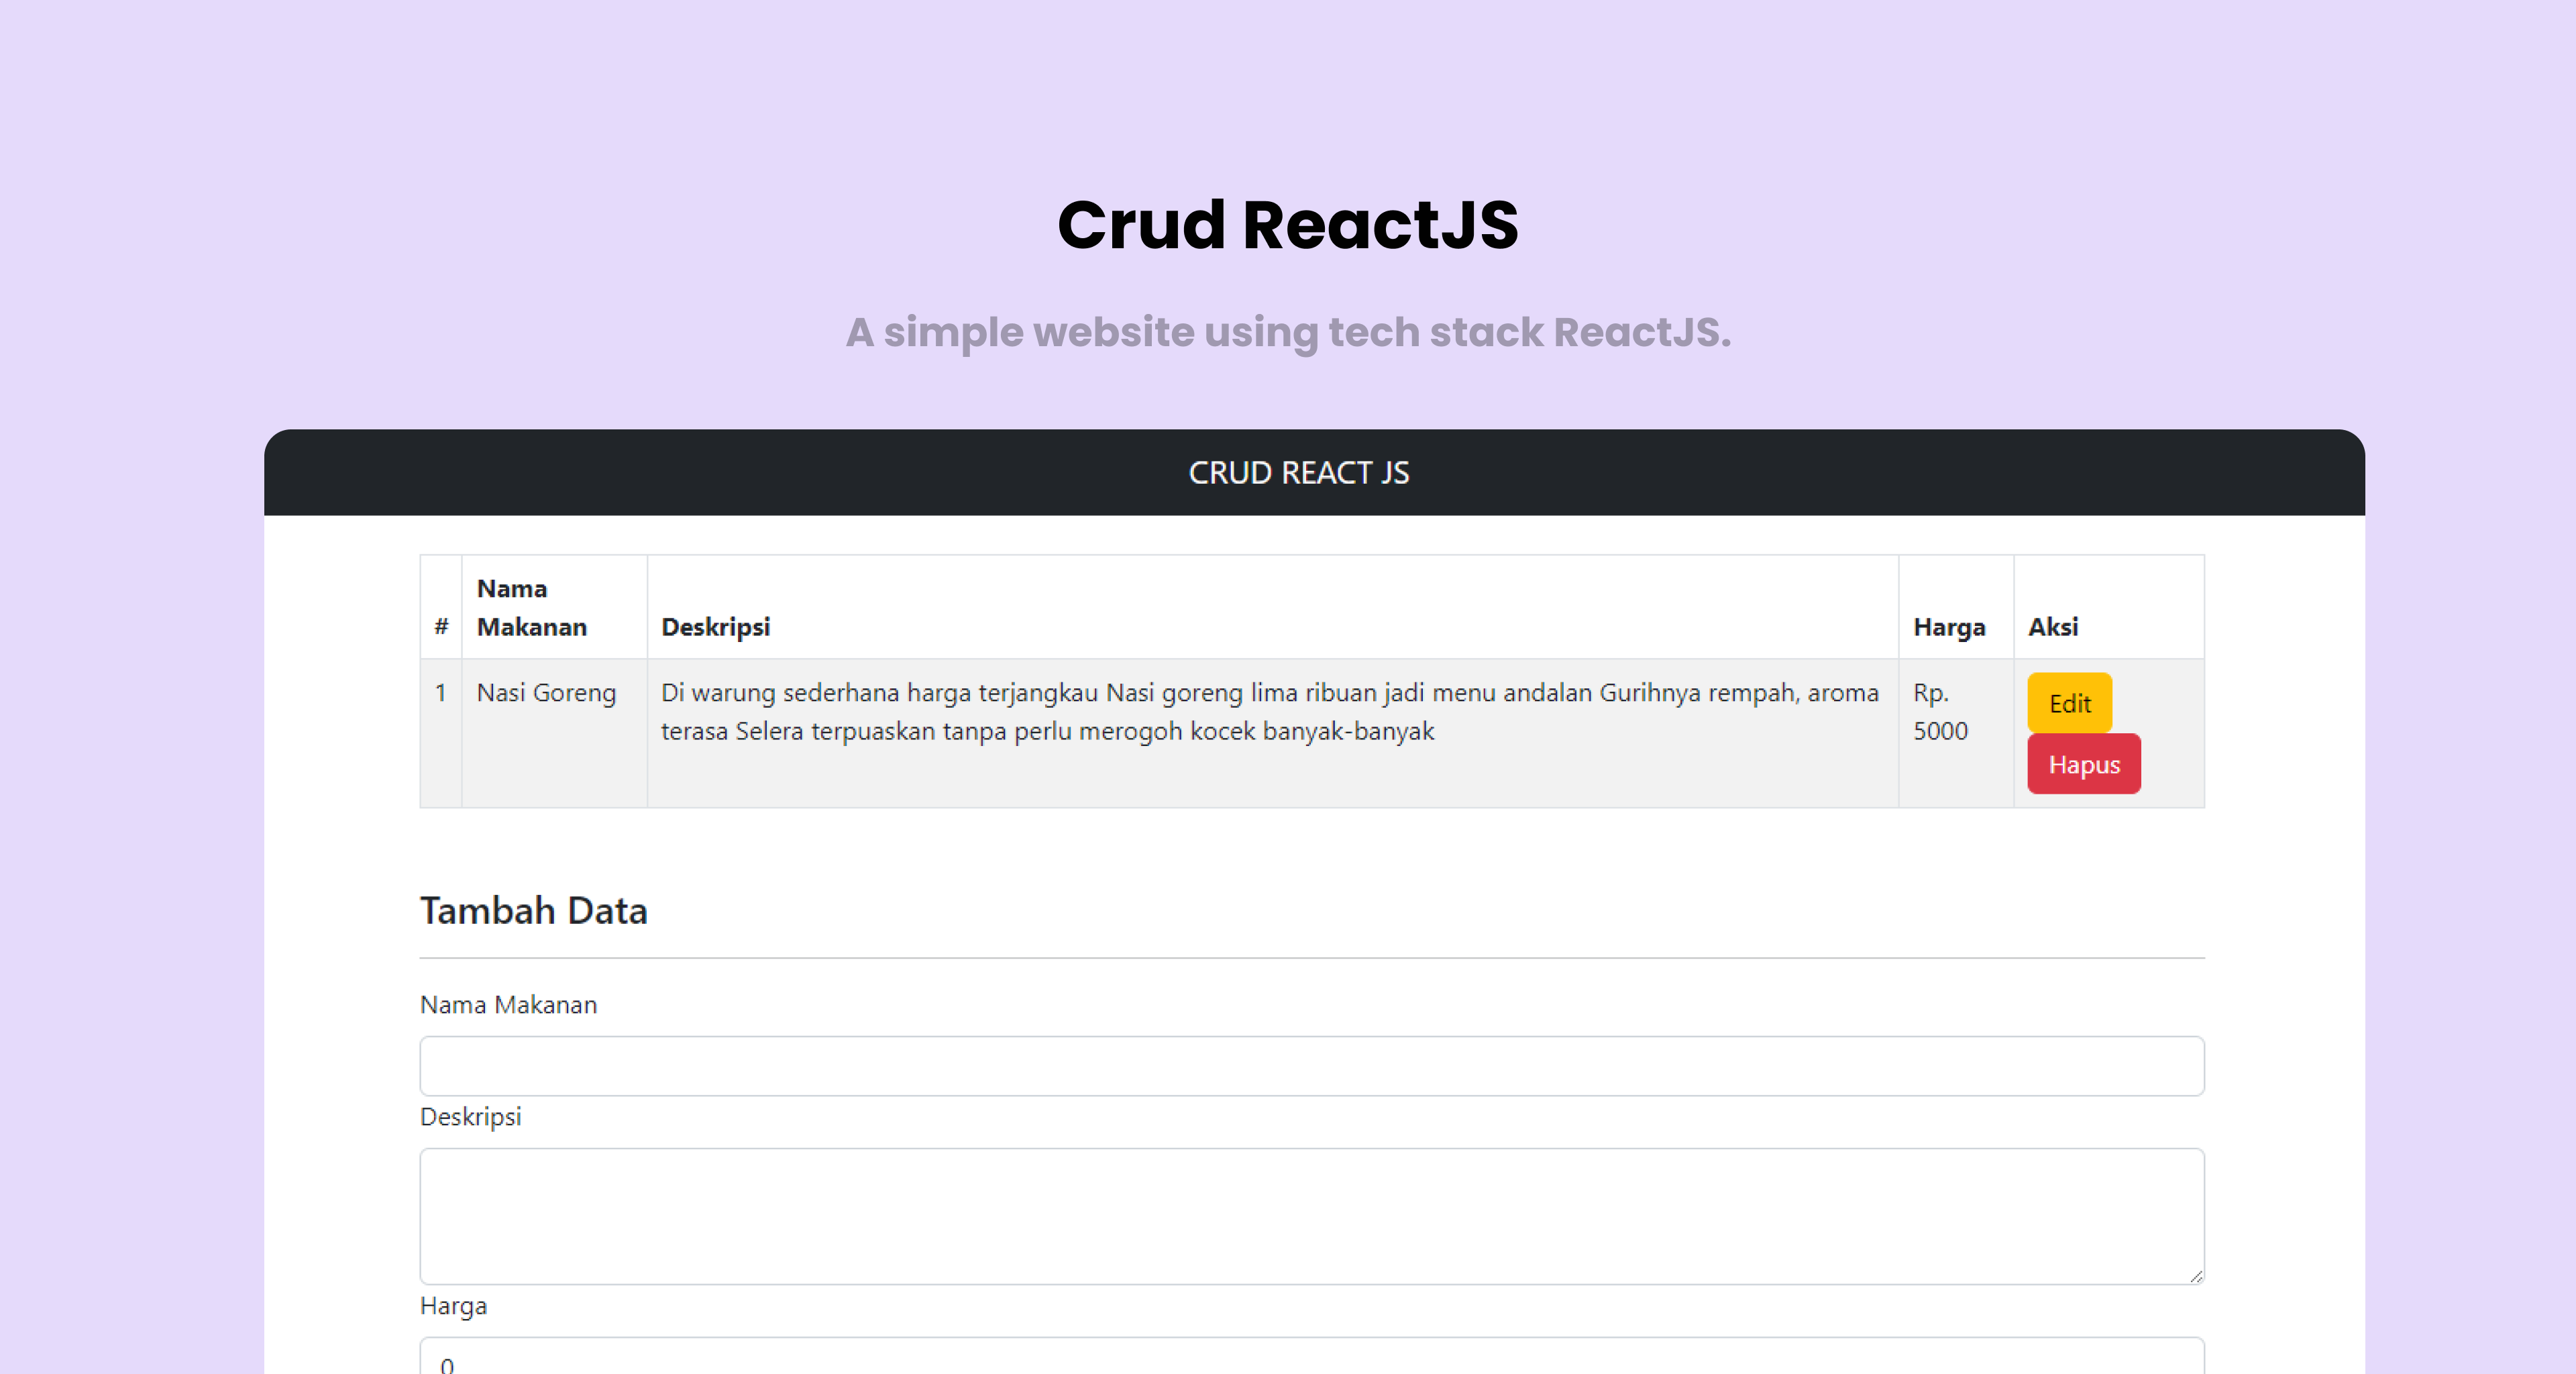 Crud ReactJS
A simple website using tech stack ReactJS.
CRUD REACT JS
# Nama Makanan Deskripsi Harga Aksi
1 Nasi Goreng Di warung sederhana harga terjangkau Nasi goreng lima ribuan jadi menu andalan Gurihnya rempah, aroma Rp. Edit
terasa Selera terpuaskan tanpa perlu merogoh kocek banyak-banyak 5000
Hapus
Tambah Data
Nama Makanan
Deskripsi
Harga
0